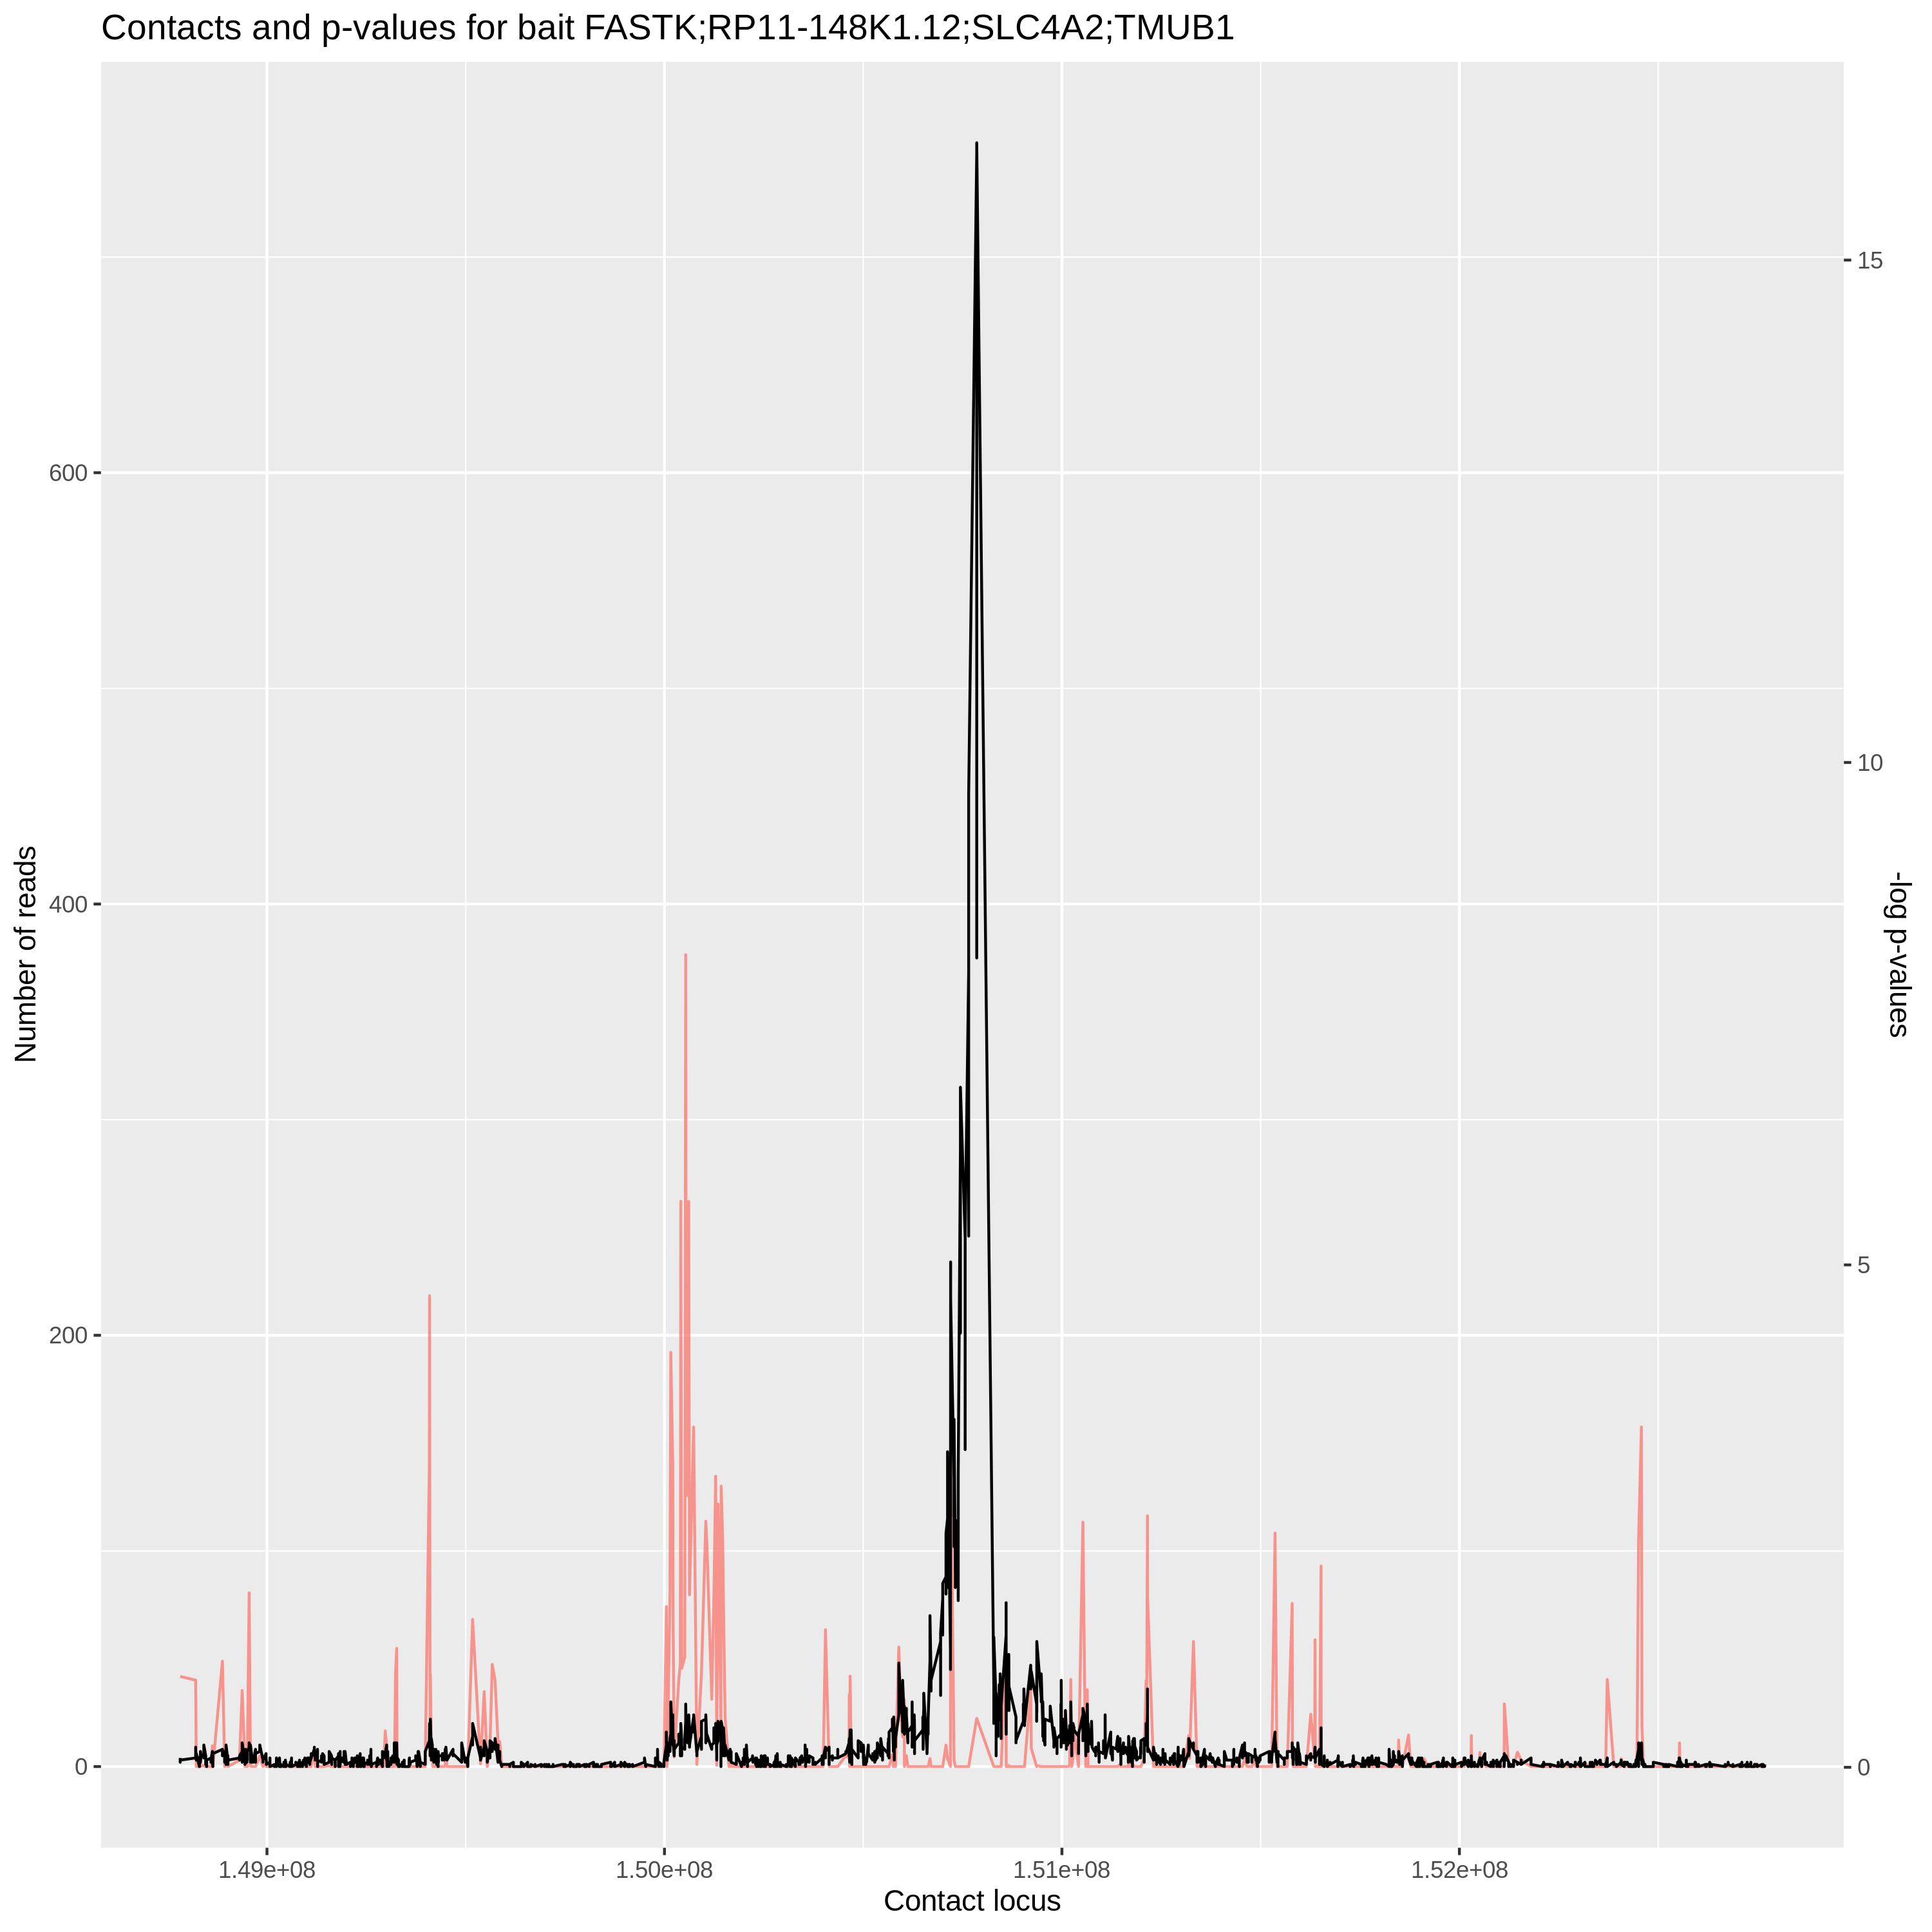 Contacts and p-values for bait FASTK;RP11-148K1.12;SLC4A2;TMUB1
Number of reads
600
400
200
0
15
10
5
0
-log p-values
1.49e+08
1.50e+08
1.51e+08
1.52e+08
Contact locus